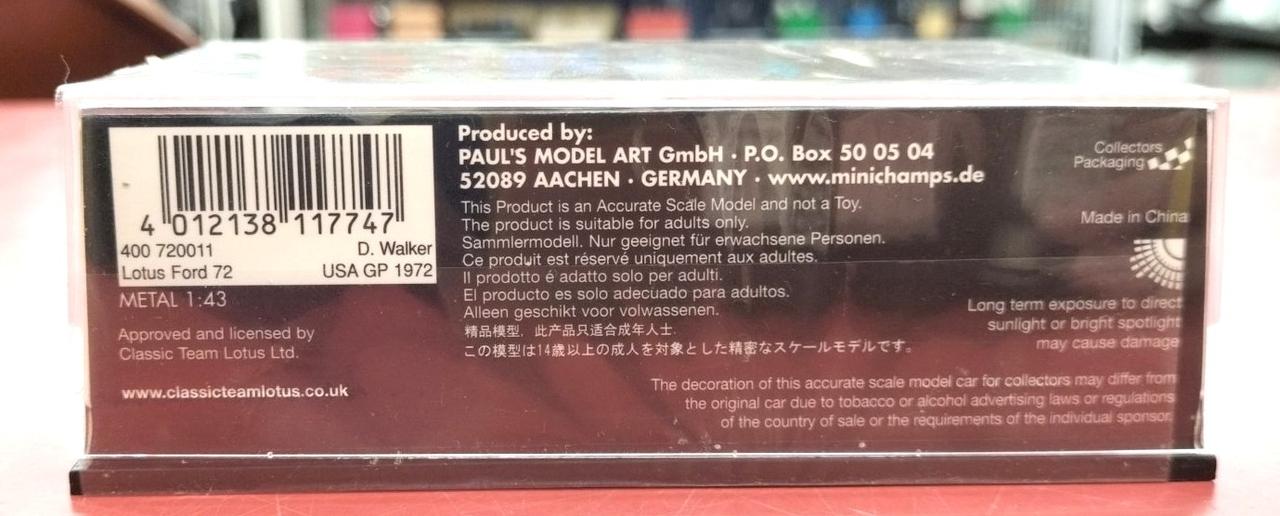 4 012138 117747
400 720011 D. Walker
Lotus Ford 72 USA GP 1972
METAL 1:43
Approved and licensed by
Classic Team Lotus Ltd.
www.classicteamlotus.co.uk
Produced by:
PAUL'S MODEL ART GmbH · P.O. Box 50 05 04
52089 AACHEN · GERMANY · www.minichamps.de
This Product is an Accurate Scale Model and not a Toy.
The product is suitable for adults only.
Sammlermodell. Nur geeignet für erwachsene Personen.
Ce produit est réservé uniquement aux adultes.
Il prodotto é adatto solo per adulti.
El producto es solo adecuado para adultos.
Alleen geschikt voor volwassenen.
精品模型, 此产品只适合成年人士.
この模型は14歳以上の成人を対象とした精密なスケールモデルです。
Collectors
Packaging
Made in China
Long term exposure to direct
sunlight or bright spotlight
may cause damage
The decoration of this accurate scale model car for collectors may differ from
the original car due to tobacco or alcohol advertising laws or regulations
of the country of sale or the requirements of the individual sponsor.